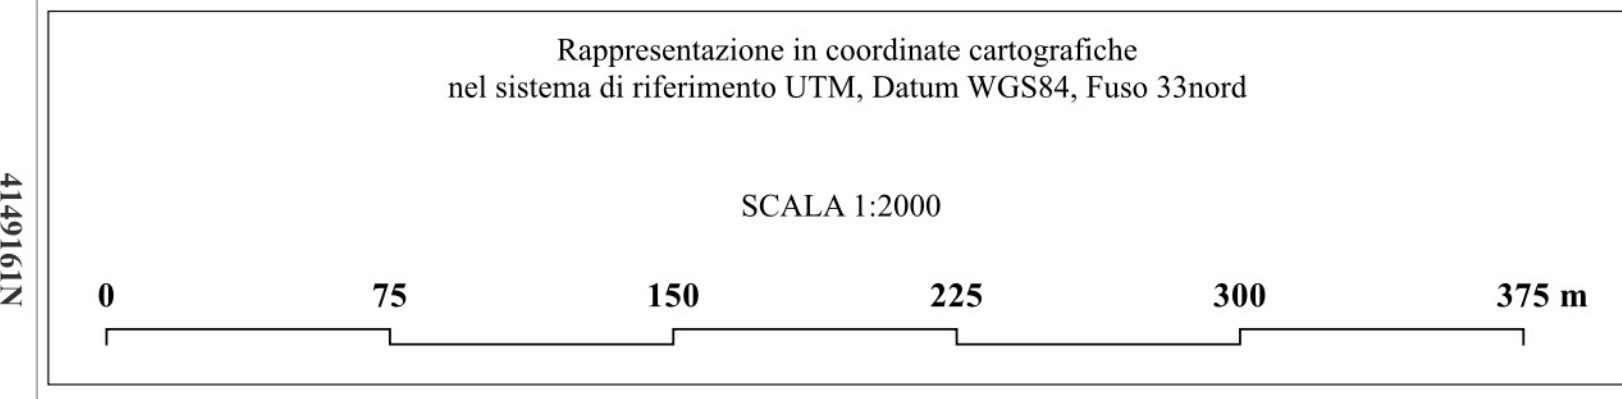 Rappresentazione in coordinate cartografiche
nel sistema di riferimento UTM, Datum WGS84, Fuso 33nord
SCALA 1:2000
0 75 150 225 300 375 m
4149161N